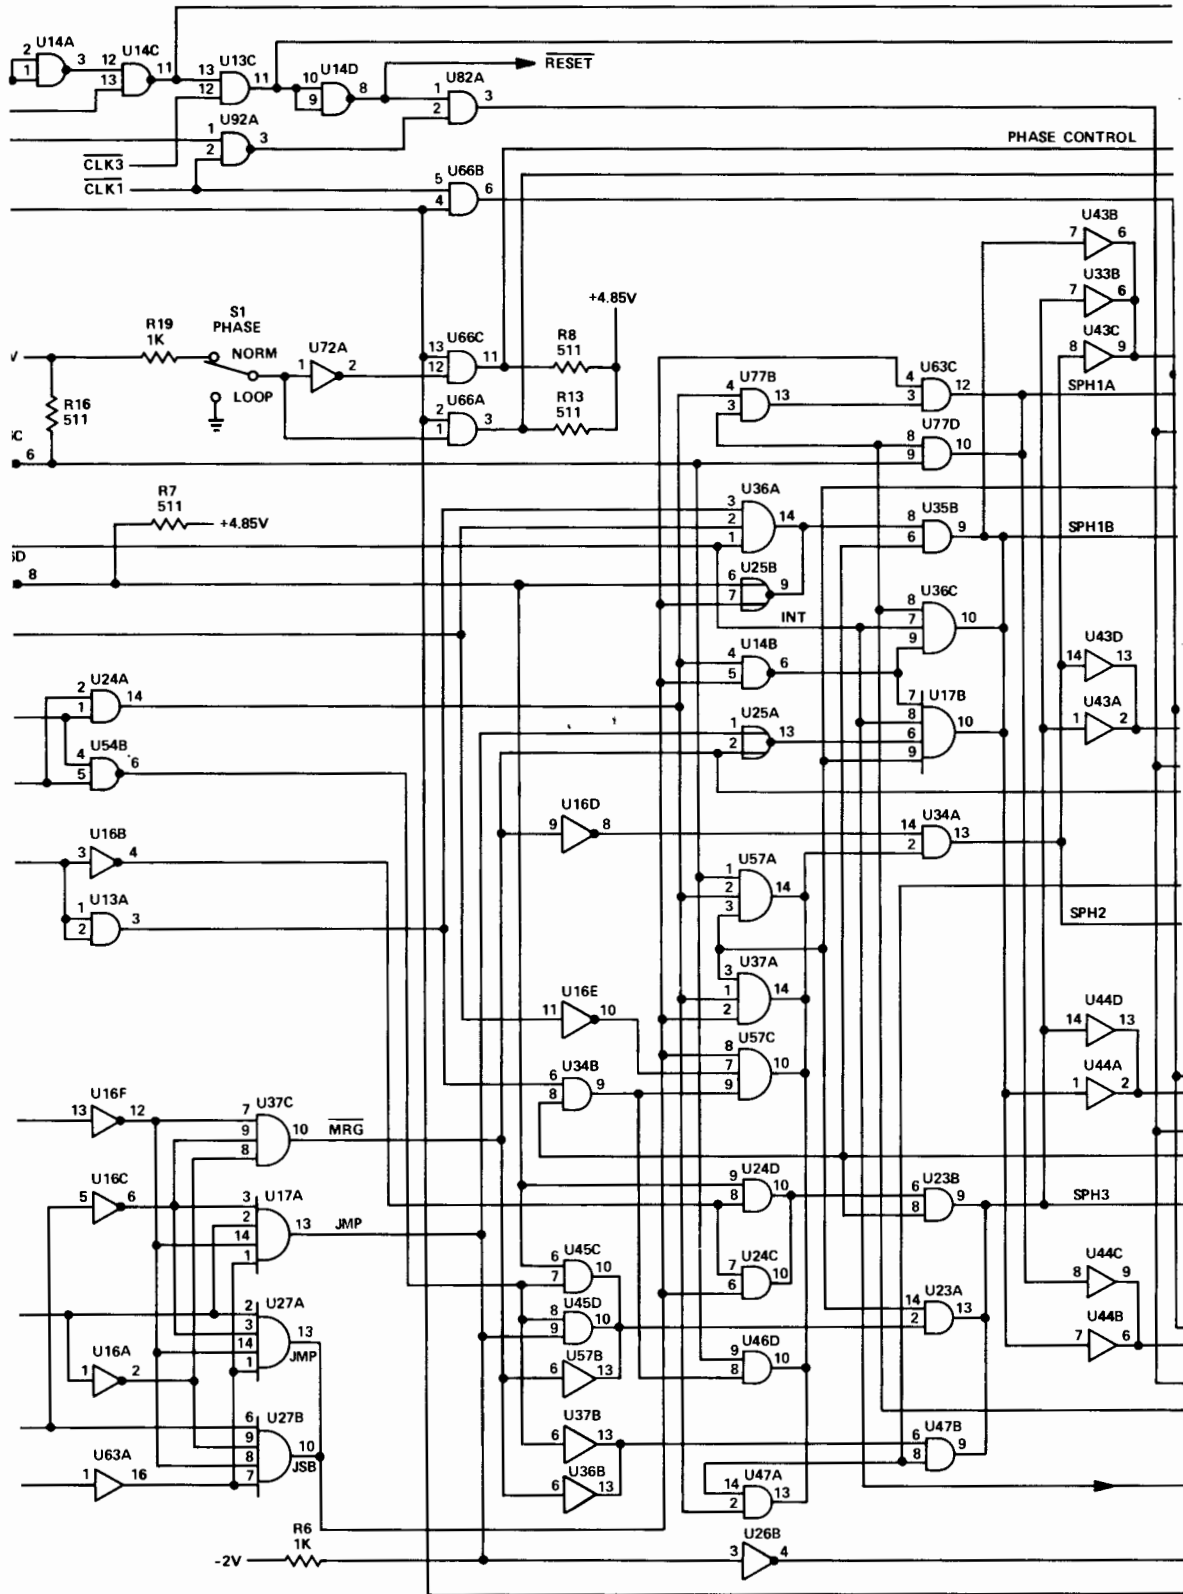 U14A
2
1
3
U14C
12
13
11
U13C
13
12
11
U14D
10
9
8
RESET
U82A
1
2
3
U92A
1
2
3
CLK3
CLK1
PHASE CONTROL
U66B
5
4
6
U43B
7
6
U33B
7
6
U43C
8
9
+4.85V
V
R19
1K
S1
PHASE
NORM
LOOP
U72A
1
2
U66C
13
12
11
R8
511
R16
511
U66A
2
1
3
R13
511
U77B
4
3
13
U63C
4
3
12
SPH1A
U77D
8
9
10
6
R7
511
+4.85V
U36A
3
2
1
14
U35B
8
6
9
SPH1B
8
U25B
6
7
9
INT
U36C
8
7
9
10
U14B
4
5
6
U43D
14
13
U24A
2
1
14
U17B
7
8
6
9
10
U43A
1
2
U25A
1
2
13
U54B
4
5
6
U16D
9
8
U34A
14
2
13
U16B
3
4
U57A
1
2
3
14
U13A
1
2
3
SPH2
U37A
3
1
2
14
U16E
11
10
U44D
14
13
U57C
8
7
9
10
U34B
6
8
9
U44A
1
2
U16F
13
12
U37C
7
9
8
10
MRG
U16C
5
6
U24D
9
8
10
U23B
6
8
9
SPH3
U17A
3
2
14
1
13
JMP
U45C
6
7
10
U24C
7
6
10
U44C
8
9
U23A
14
2
13
U27A
2
3
14
1
13
JMP
U45D
8
9
10
U44B
7
6
U16A
1
2
U57B
6
13
U46D
9
8
10
U27B
6
9
8
7
10
JSB
U37B
6
13
U47B
6
8
9
U63A
1
16
U36B
6
13
U47A
14
2
13
R6
1K
-2V
U26B
3
4